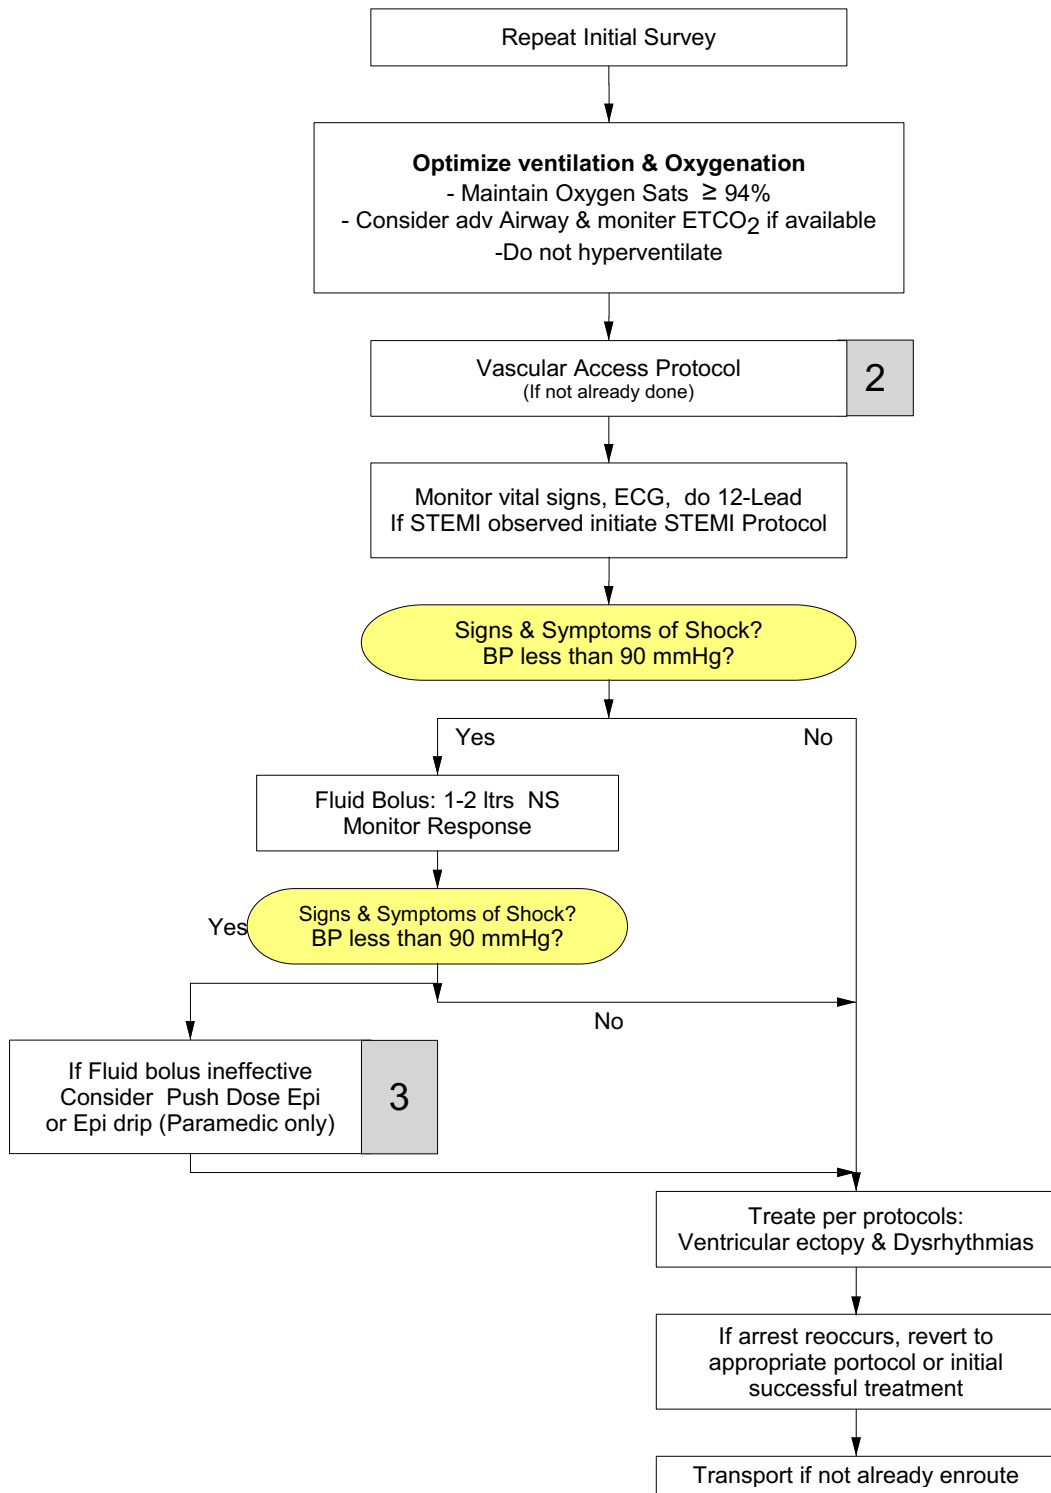 Repeat Initial Survey
Optimize ventilation & Oxygenation
- Maintain Oxygen Sats ≥ 94%
- Consider adv Airway & moniter ETCO2 if available
-Do not hyperventilate
Vascular Access Protocol
(If not already done)
2
Monitor vital signs, ECG, do 12-Lead
If STEMI observed initiate STEMI Protocol
Signs & Symptoms of Shock?
BP less than 90 mmHg?
Yes
No
Fluid Bolus: 1-2 ltrs NS
Monitor Response
Signs & Symptoms of Shock?
BP less than 90 mmHg?
Yes
No
If Fluid bolus ineffective
Consider Push Dose Epi
or Epi drip (Paramedic only)
3
Treate per protocols:
Ventricular ectopy & Dysrhythmias
If arrest reoccurs, revert to
appropriate portocol or initial
successful treatment
Transport if not already enroute